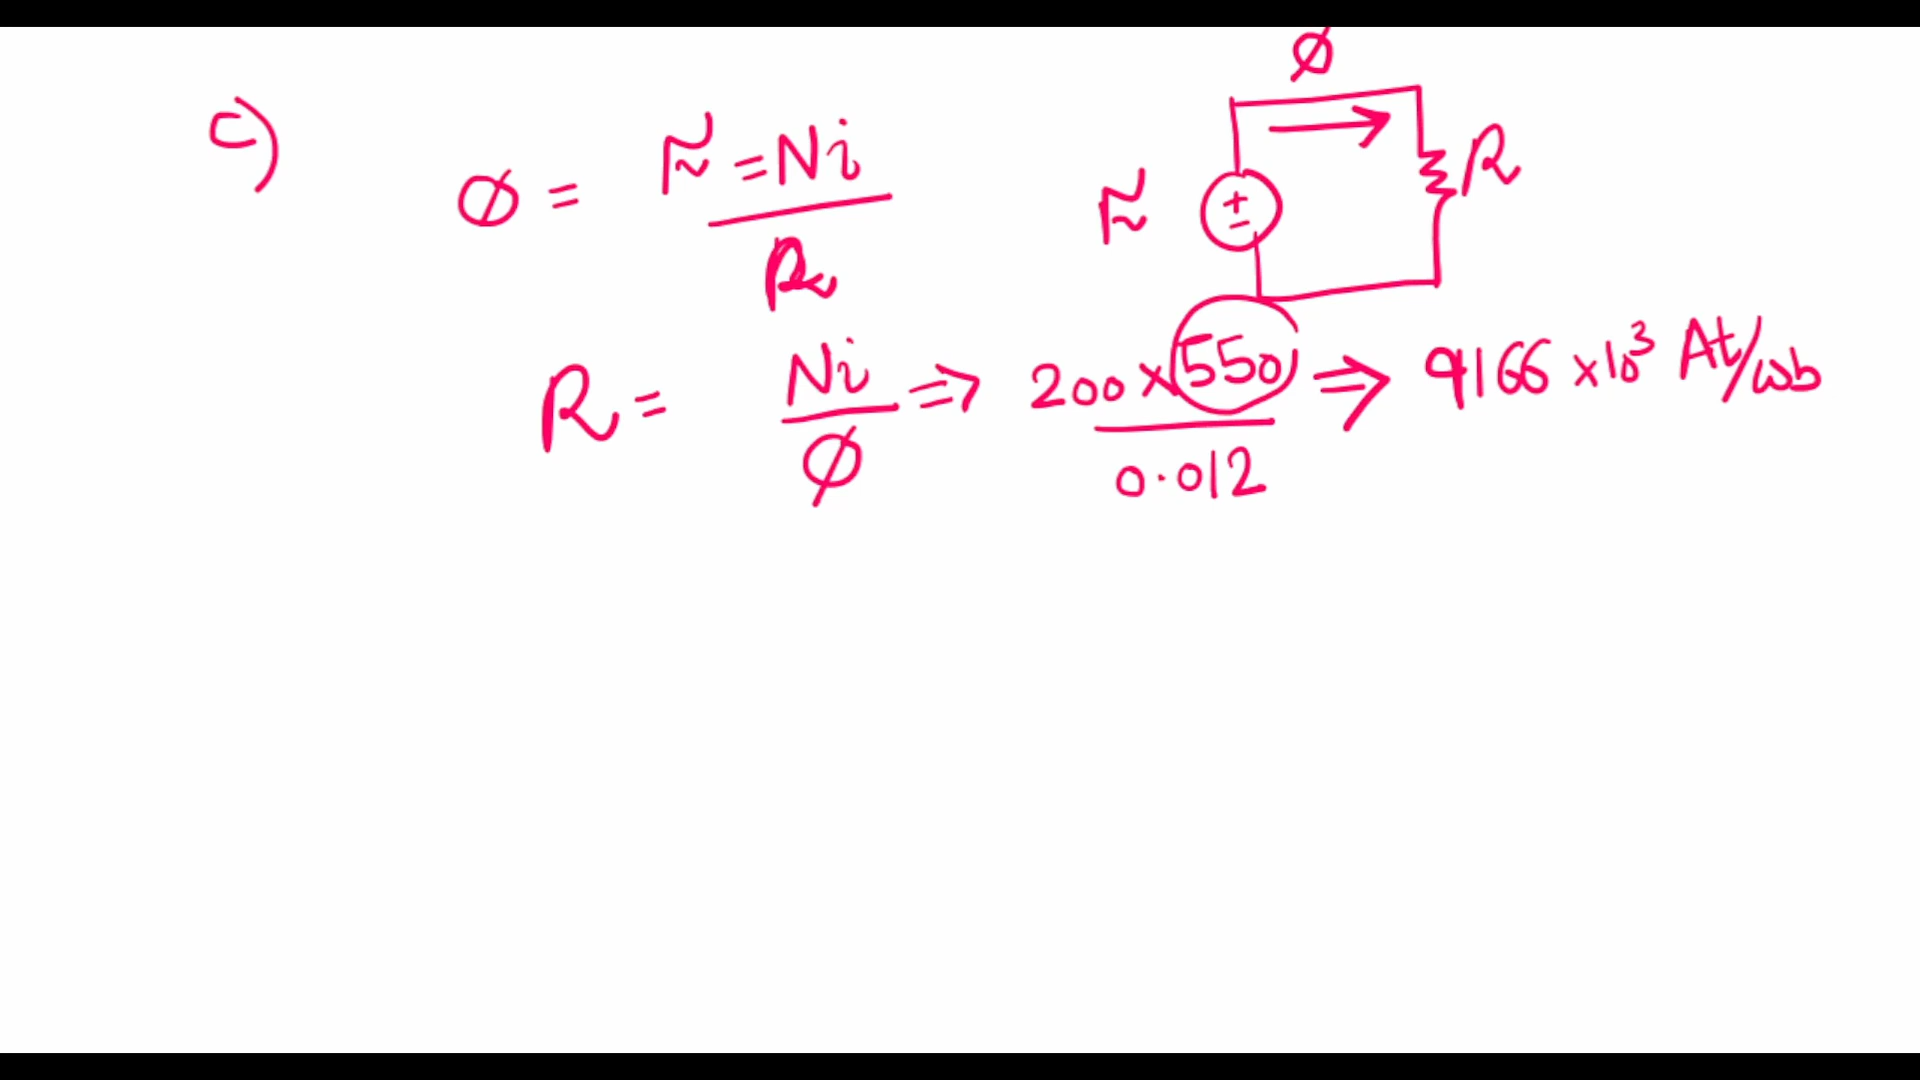 c)
Φ = F = Ni / R
Φ
F + - R
R = Ni / Φ ⇒ 200 × 550 / 0.012 ⇒ 9166 ×10³ At/wb